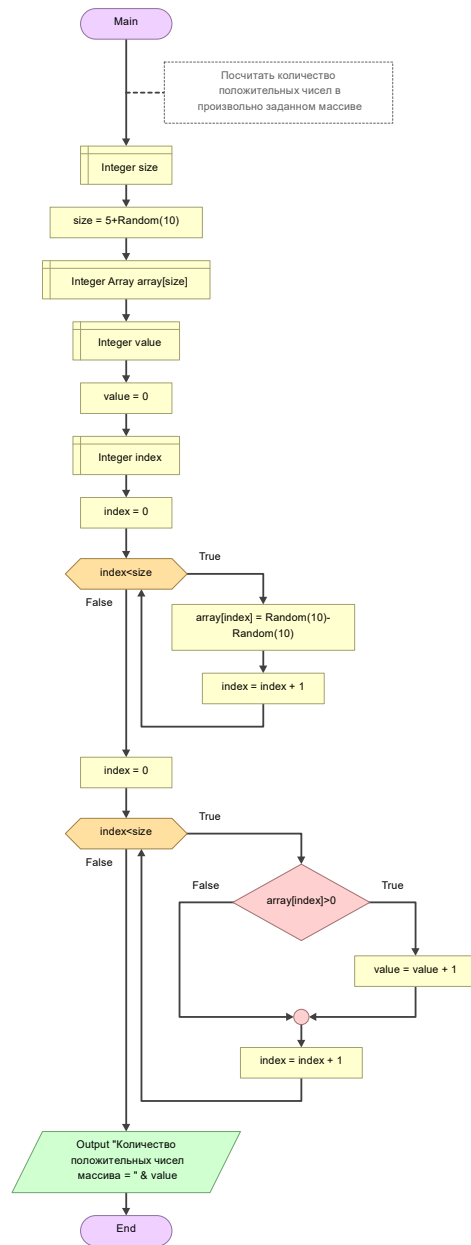 Main
Посчитать количество
положительных чисел в
произвольно заданном массиве
Integer size
size = 5+Random(10)
Integer Array array[size]
Integer value
value = 0
Integer index
index = 0
index<size
True
False
array[index] = Random(10)-
Random(10)
index = index + 1
index = 0
index<size
True
False
False
array[index]>0
True
value = value + 1
index = index + 1
Output "Количество
положительных чисел
массива = " & value
End